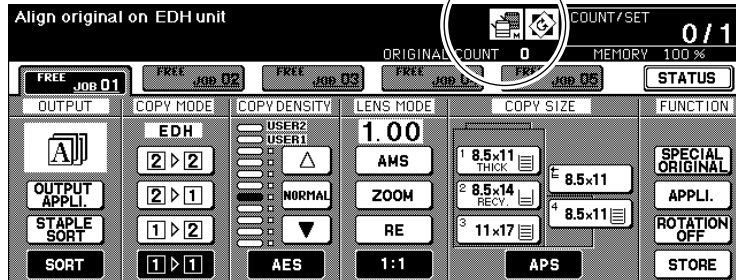 Align original on EDH unit
COUNT/SET
M
0/1
ORIGINAL COUNT 0 MEMORY 100 %
FREE JOB 01 FREE JOB 02 FREE JOB 03 FREE FREE JOB 05 STATUS
OUTPUT COPY MODE COPY DENSITY LENS MODE COPY SIZE FUNCTION
EDH USER2 1.00
USER1
A 2▷2 △ AMS 1 8.5x11 THICK SPECIAL ORIGINAL
8.5x11
OUTPUT APPLI. 2▷1 NORMAL ZOOM 2 8.5x14 RECY. APPLI.
4 8.5x11
STAPLE SORT 1▷2 ▼ RE 3 11x17 ROTATION OFF
SORT 1▷1 AES 1:1 APS STORE